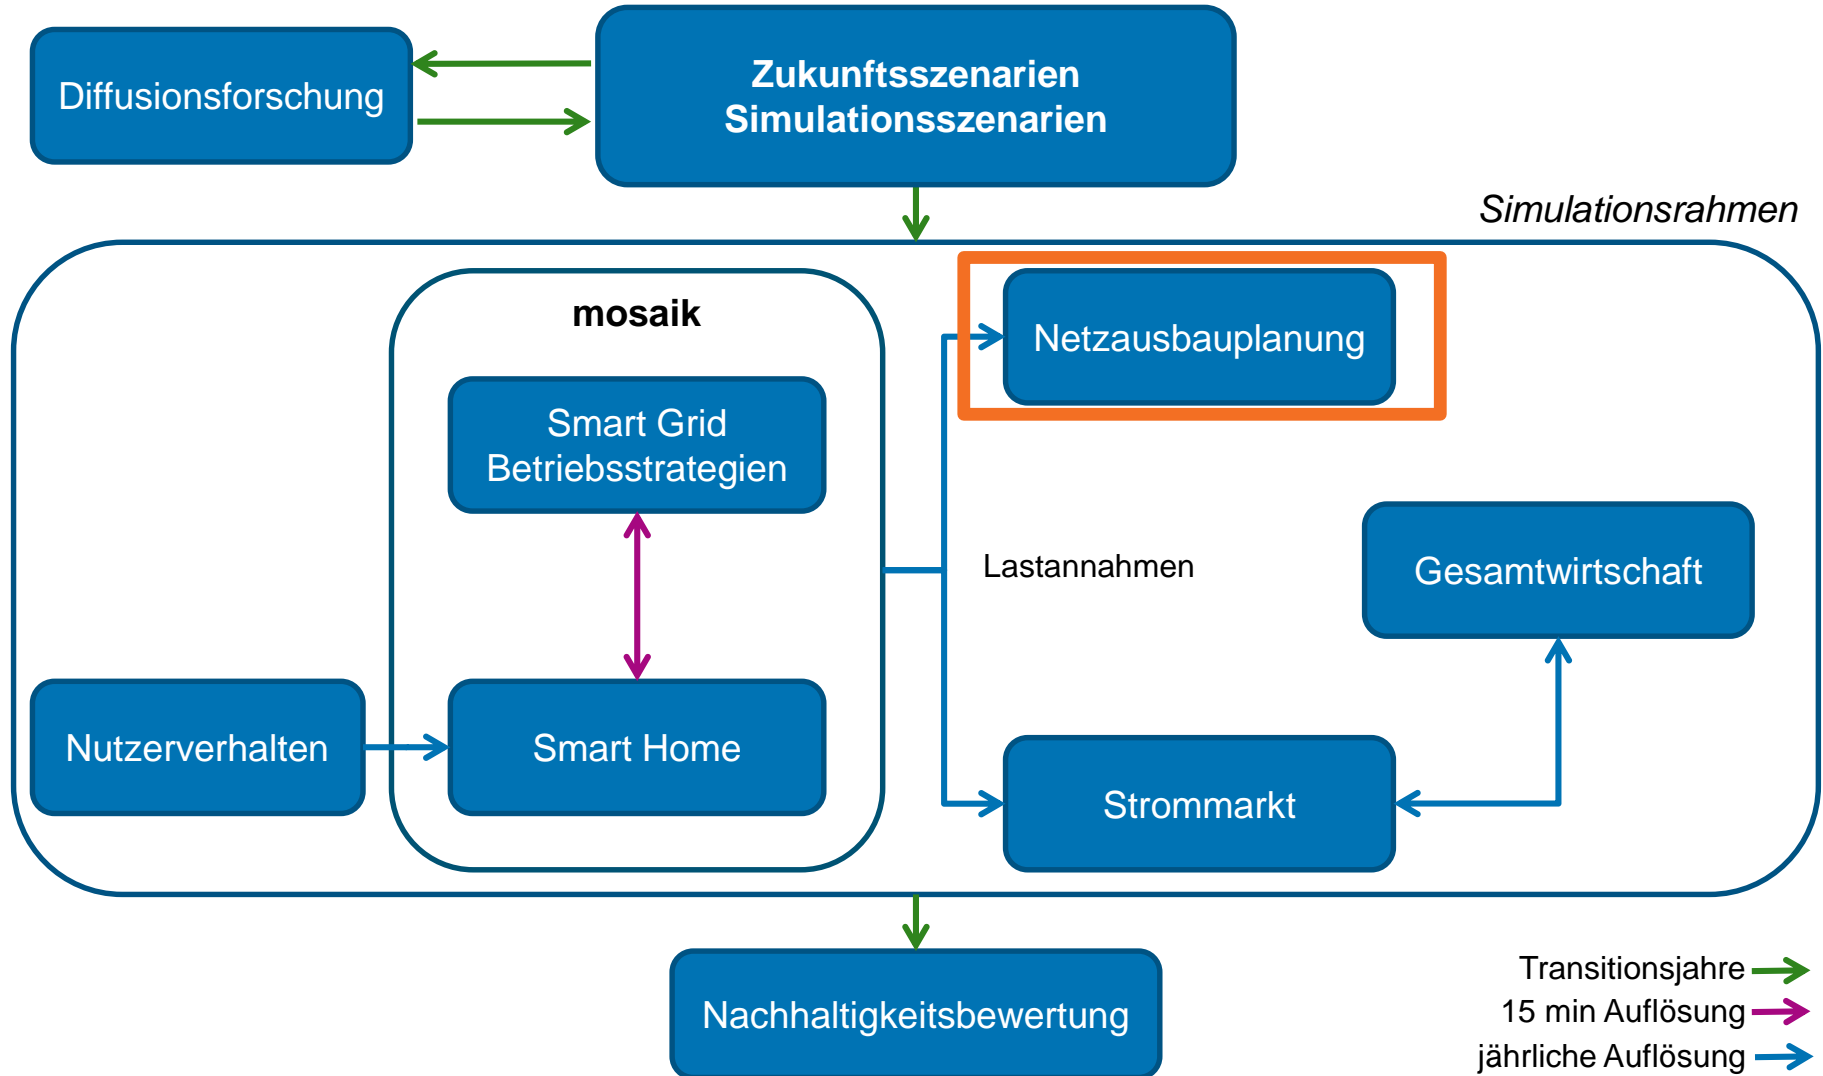 Diffusionsforschung
Zukunftsszenarien
Simulationsszenarien
Simulationsrahmen
mosaik
Netzausbauplanung
Smart Grid
Betriebsstrategien
Lastannahmen
Gesamtwirtschaft
Nutzerverhalten
Smart Home
Strommarkt
Nachhaltigkeitsbewertung
Transitionsjahre
15 min Auflösung
jährliche Auflösung